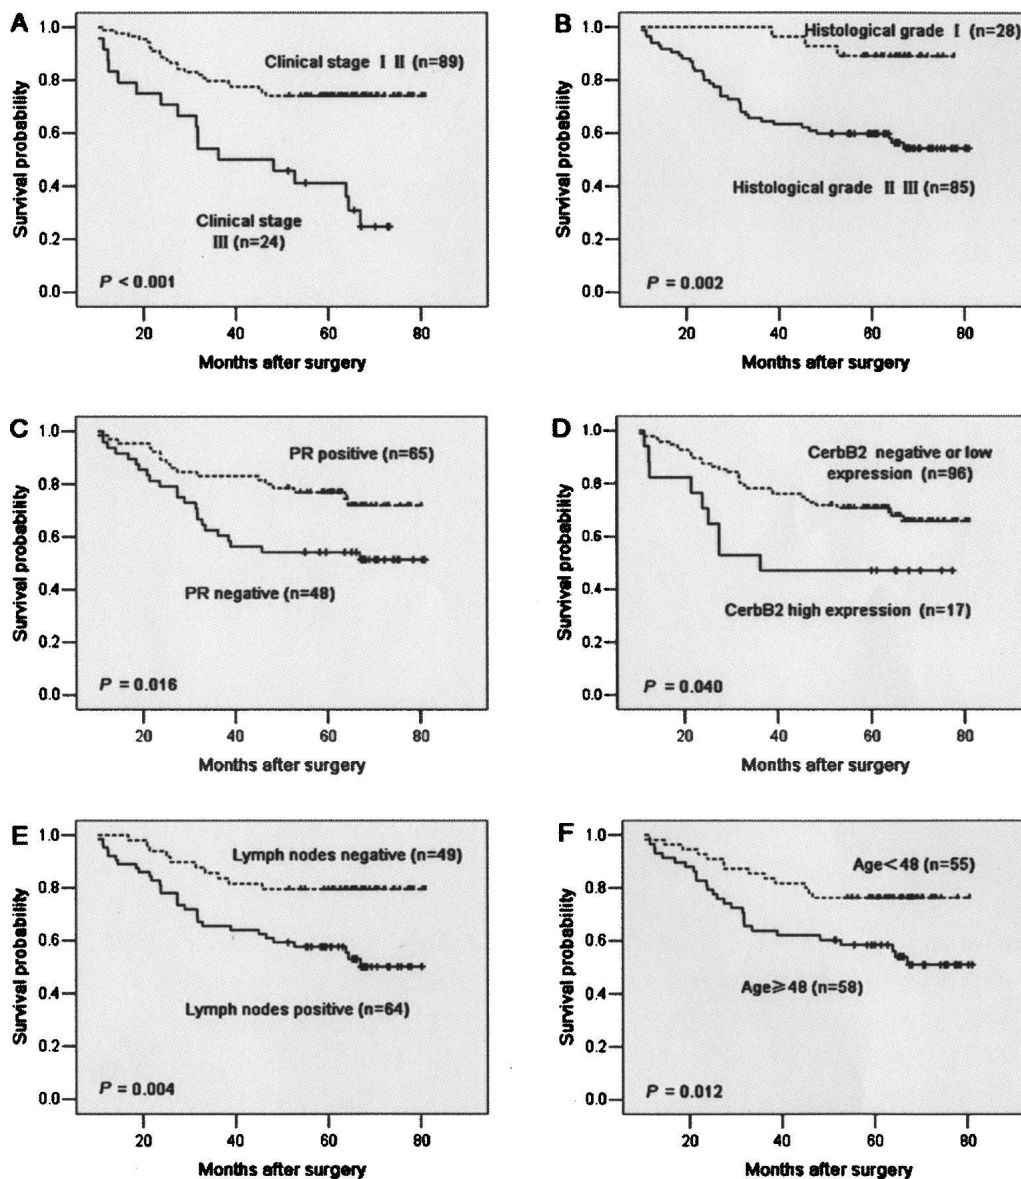 A
Survival probability
1.0
0.8
0.6
0.4
0.2
0.0
Clinical stage Ⅰ Ⅱ (n=89)
Clinical stage
Ⅲ (n=24)
P < 0.001
20 40 60 80
Months after surgery
B
Survival probability
1.0
0.8
0.6
0.4
0.2
0.0
Histological grade Ⅰ (n=28)
Histological grade Ⅱ Ⅲ (n=85)
P = 0.002
20 40 60 80
Months after surgery
C
Survival probability
1.0
0.8
0.6
0.4
0.2
0.0
PR positive (n=65)
PR negative (n=48)
P = 0.016
20 40 60 80
Months after surgery
D
Survival probability
1.0
0.8
0.6
0.4
0.2
0.0
CerbB2 negative or low
expression (n=96)
CerbB2 high expression (n=17)
P = 0.040
20 40 60 80
Months after surgery
E
Survival probability
1.0
0.8
0.6
0.4
0.2
0.0
Lymph nodes negative (n=49)
Lymph nodes positive (n=64)
P = 0.004
20 40 60 80
Months after surgery
F
Survival probability
1.0
0.8
0.6
0.4
0.2
0.0
Age<48 (n=55)
Age≥48 (n=58)
P = 0.012
20 40 60 80
Months after surgery